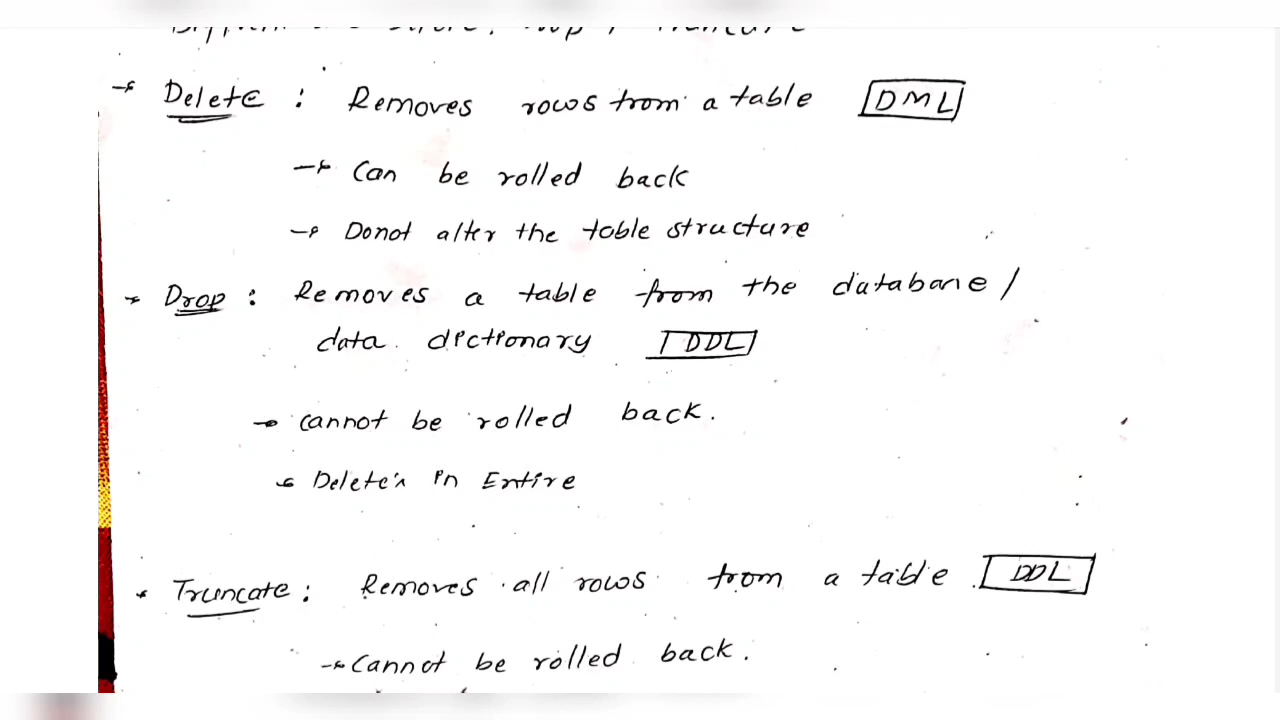 → Delete : Removes rows from a table DML
→ Can be rolled back
→ Donot alter the table structure
→ Drop : Removes a table from the database /
data dictionary DDL
→ cannot be rolled back.
→ Delete's in Entire
→ Truncate : Removes all rows from a table. DDL
→ Cannot be rolled back.